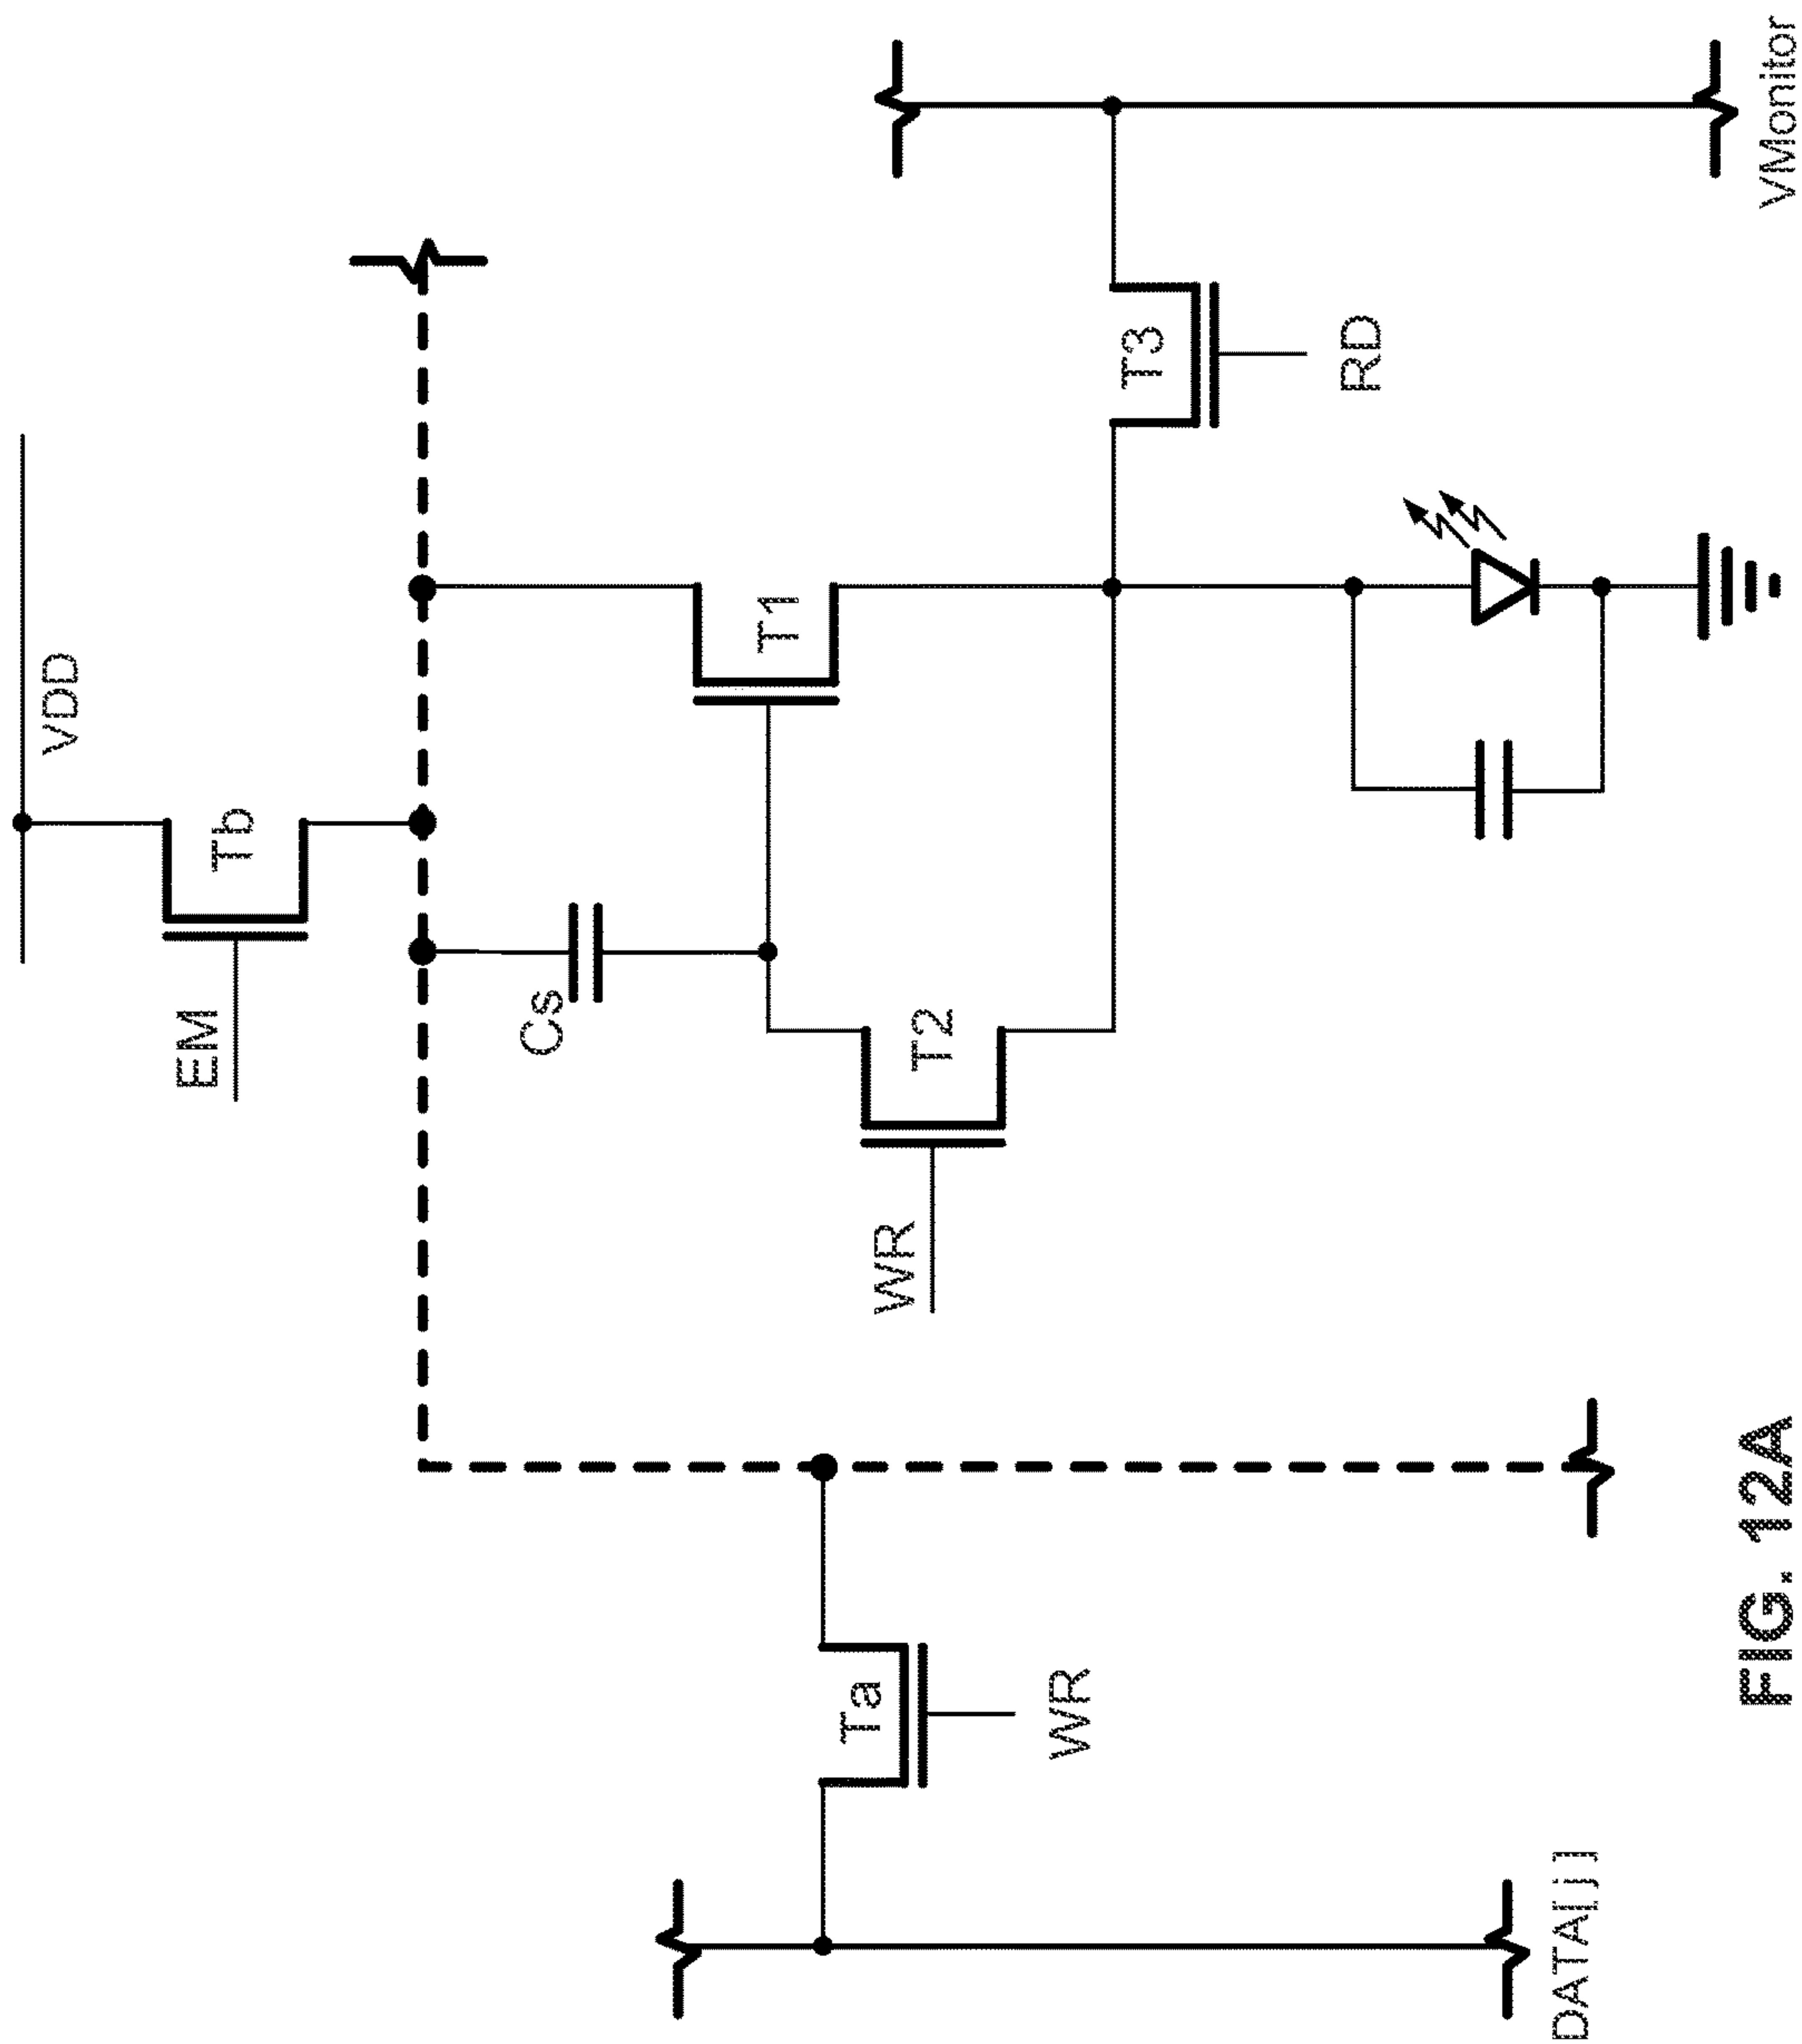 VDD
EM
Tb
Cs
T1
WR
T2
T3
RD
VMonitor
Ta
WR
DATA[j]
FIG. 12A